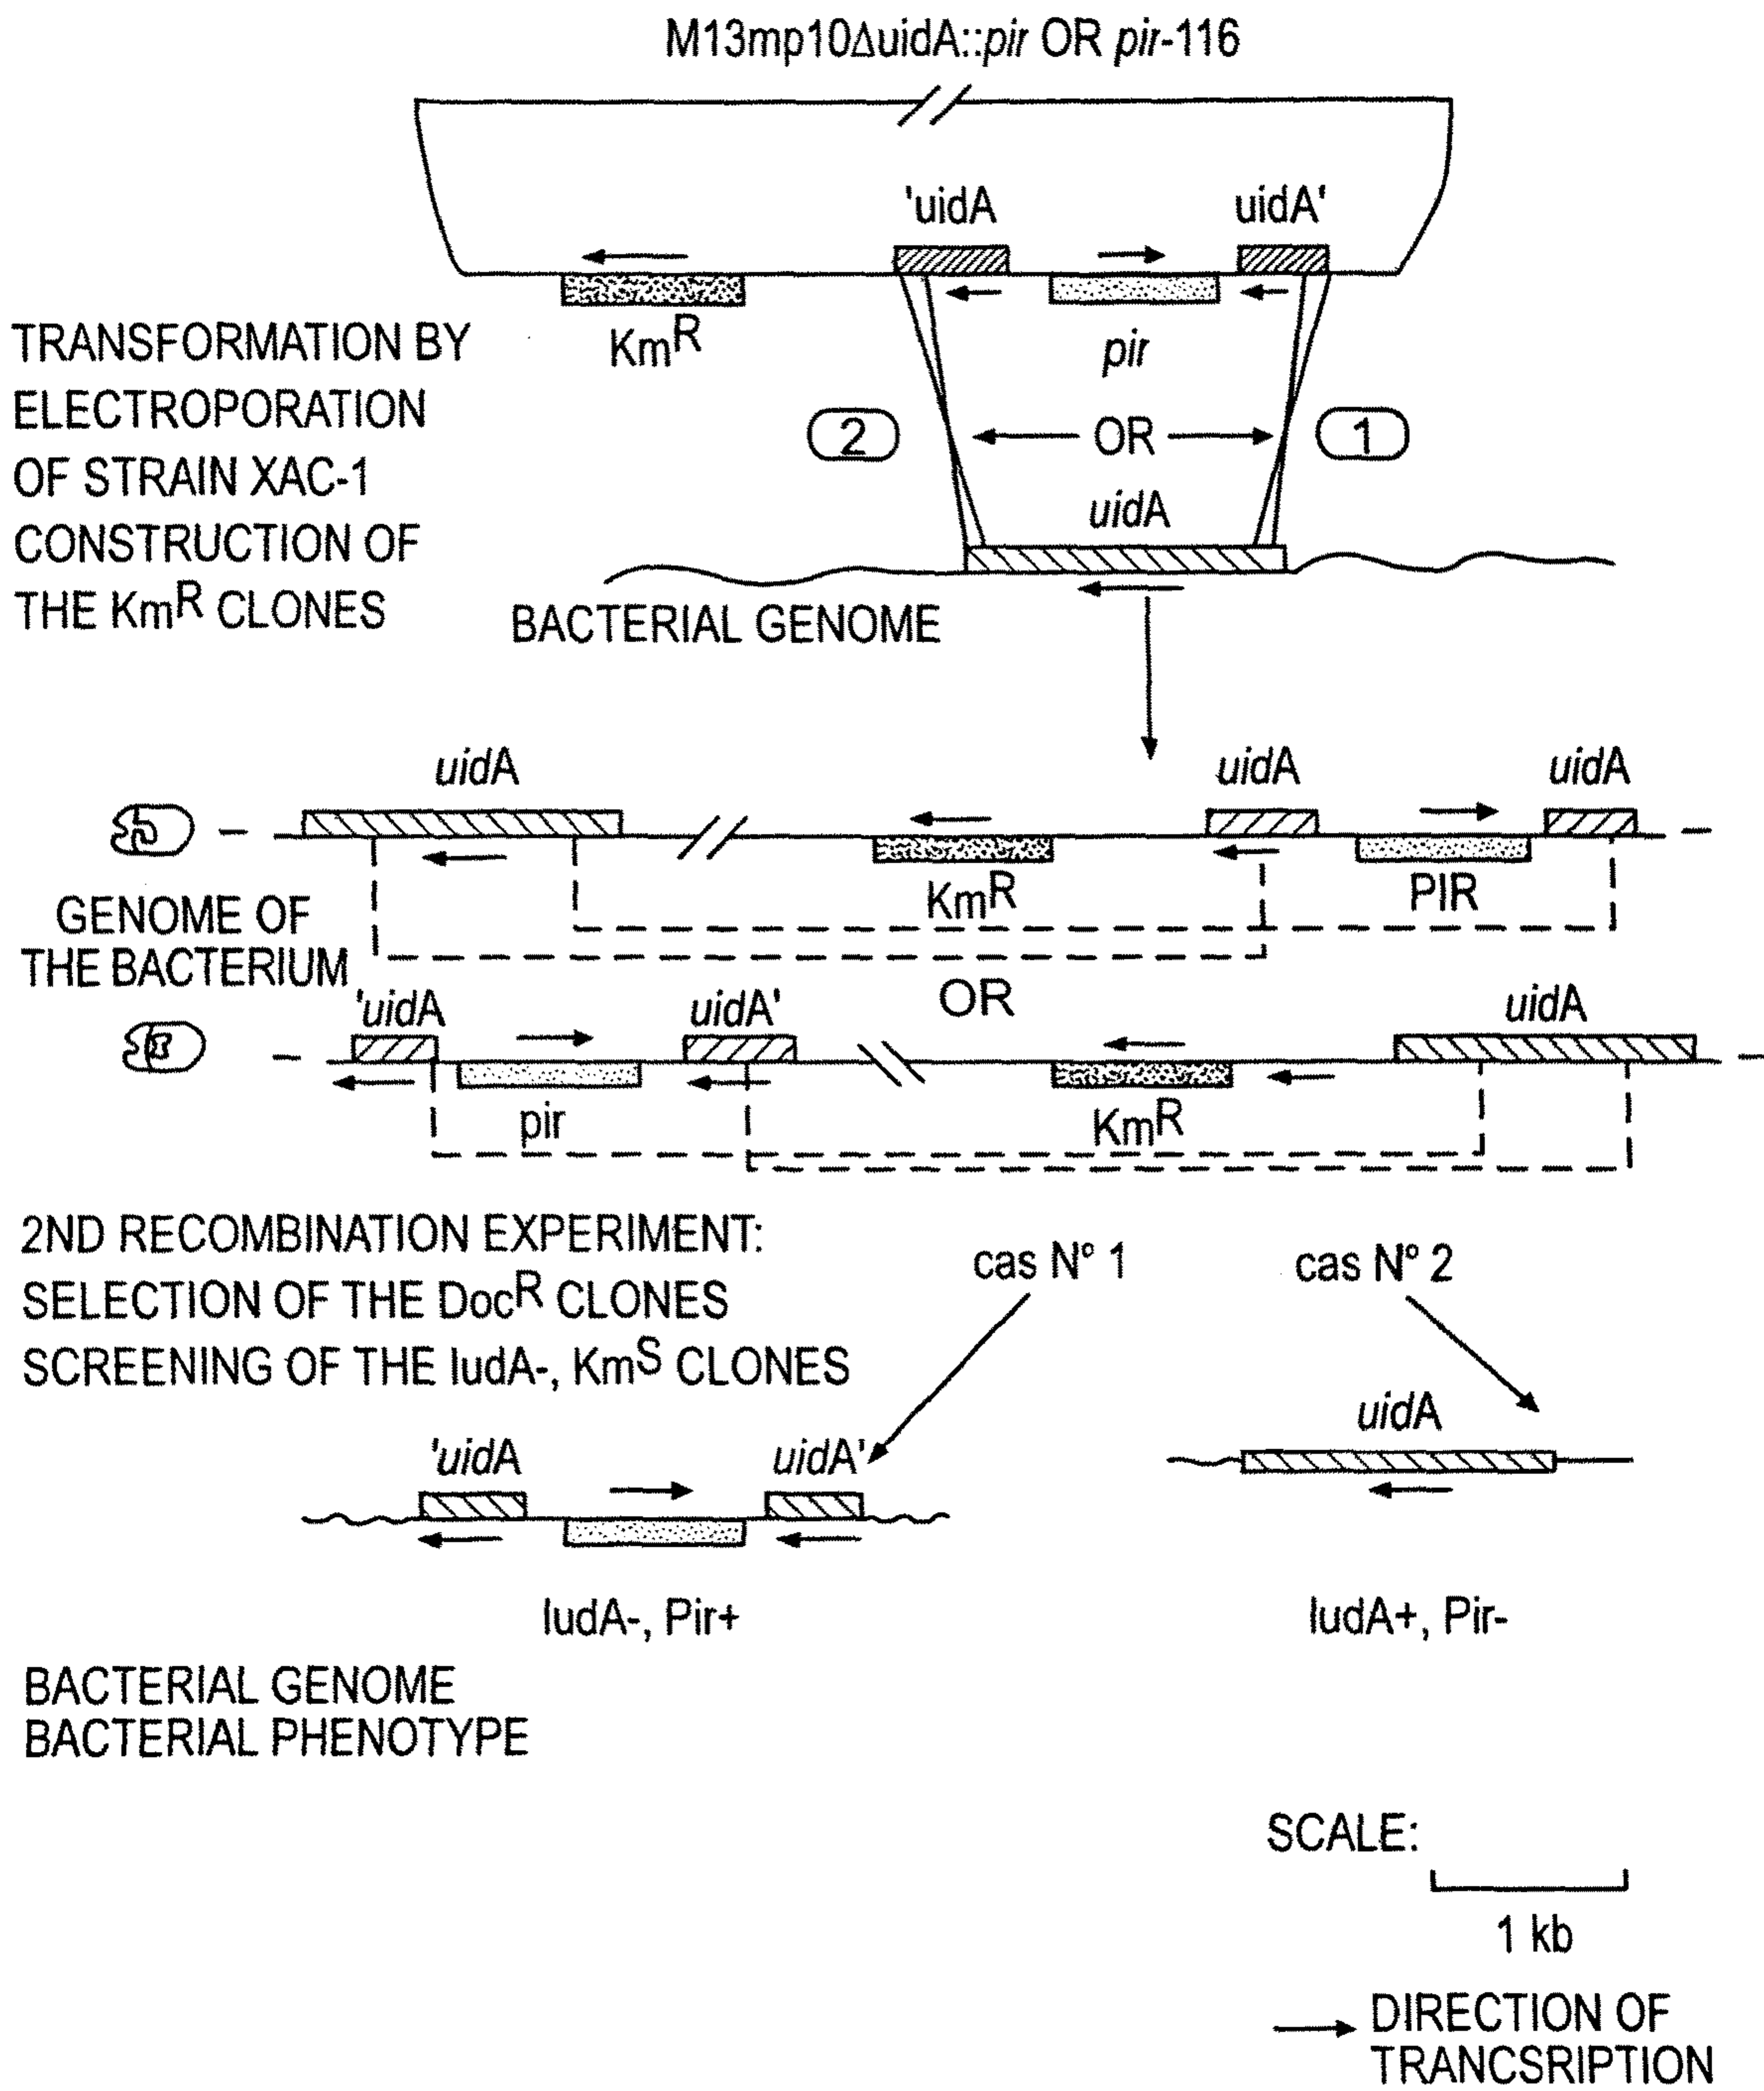 M13mp10ΔuidA::pir OR pir-116
'uidA
uidA'
KmR
pir
TRANSFORMATION BY
ELECTROPORATION
OF STRAIN XAC-1
CONSTRUCTION OF
THE KmR CLONES
2
OR
1
uidA
BACTERIAL GENOME
uidA
uidA
uidA
KmR
PIR
GENOME OF
THE BACTERIUM
OR
'uidA
uidA'
uidA
pir
KmR
2ND RECOMBINATION EXPERIMENT:
SELECTION OF THE DocR CLONES
SCREENING OF THE IudA-, KmS CLONES
cas Nº 1
cas Nº 2
'uidA
uidA'
uidA
IudA-, Pir+
IudA+, Pir-
BACTERIAL GENOME
BACTERIAL PHENOTYPE
SCALE:
1 kb
DIRECTION OF
TRANCSRIPTION